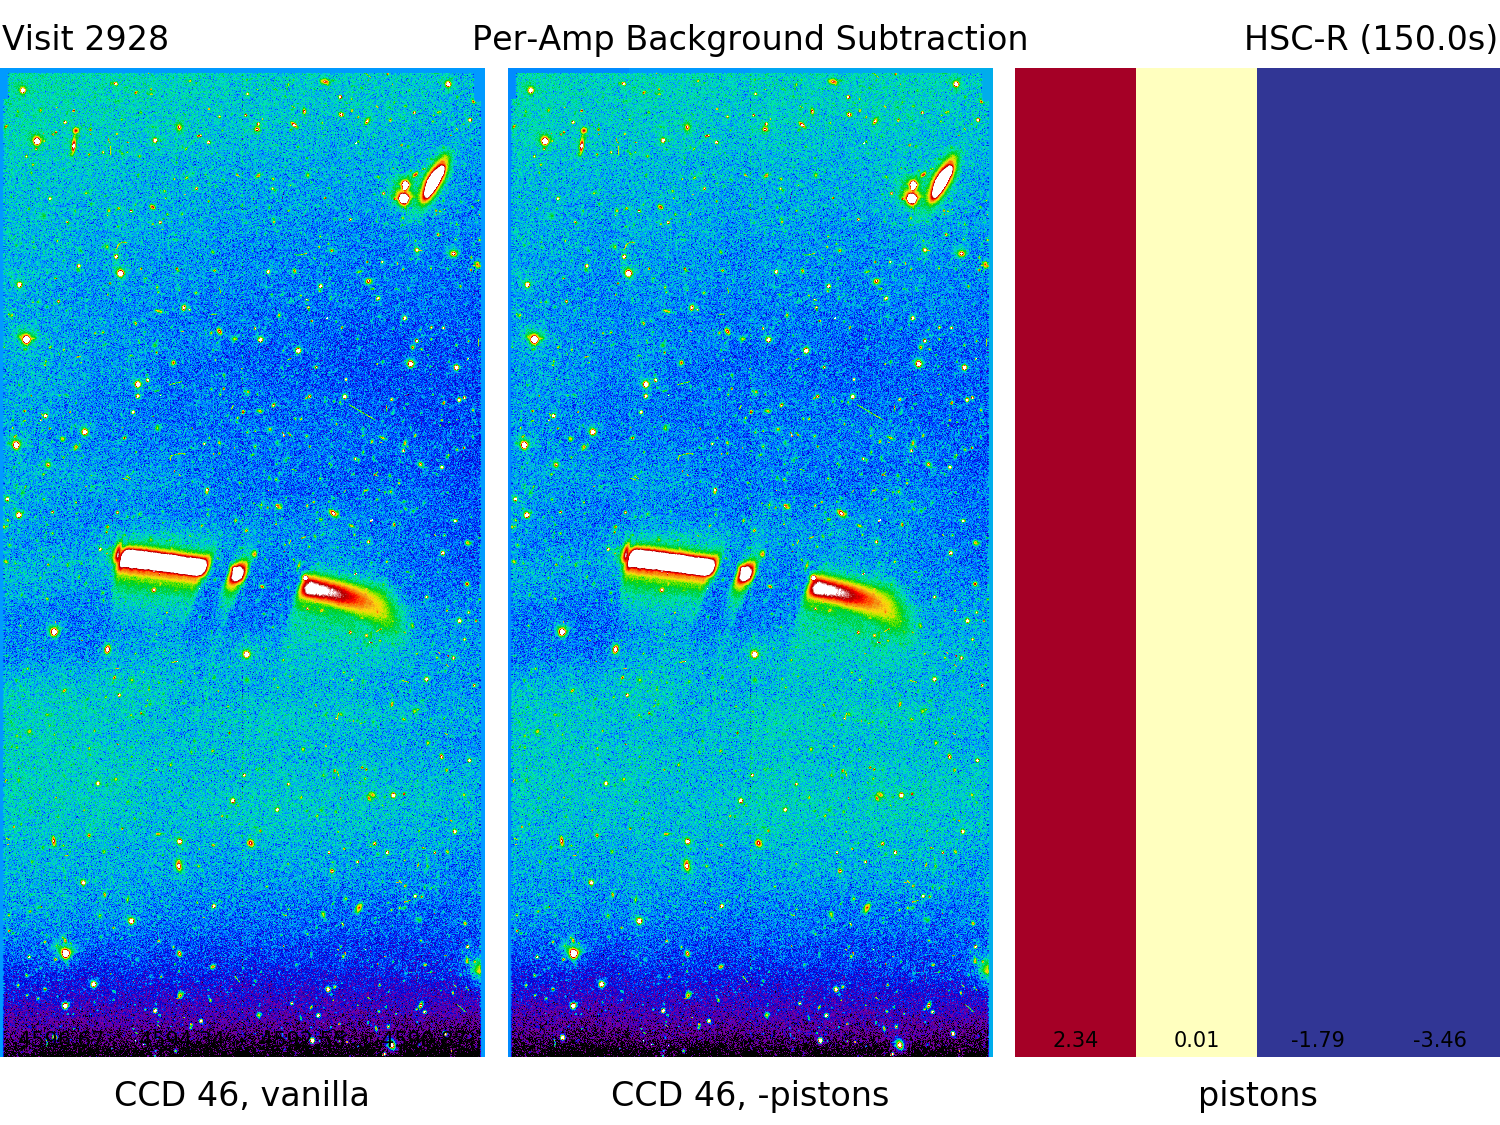 Visit 2928 Per-Amp Background Subtraction HSC-R (150.0s)
2.34 0.01 -1.79 -3.46
CCD 46, vanilla CCD 46, -pistons pistons